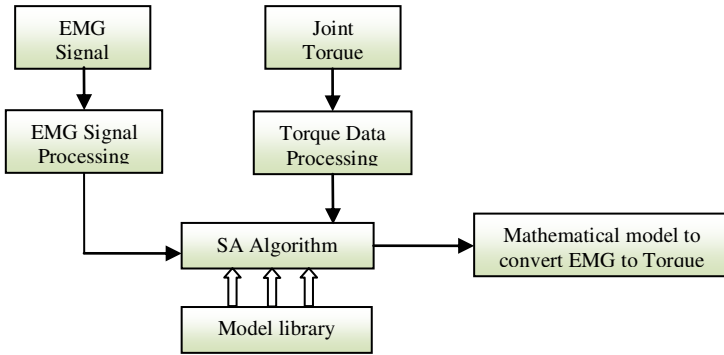 EMG
Signal
Joint
Torque
EMG Signal
Processing
Torque Data
Processing
SA Algorithm
Mathematical model to
convert EMG to Torque
Model library